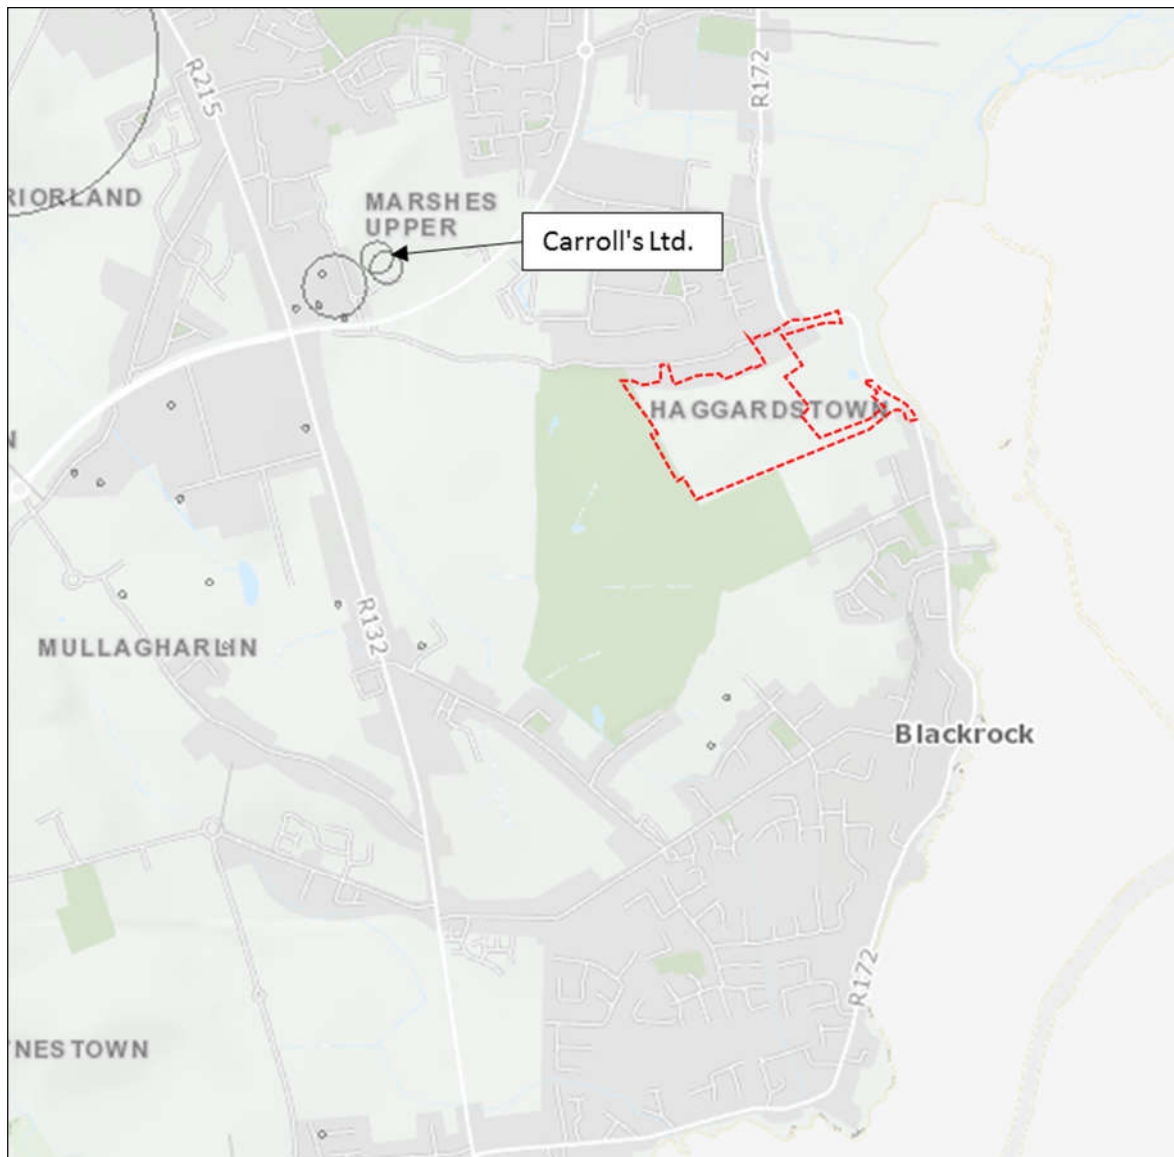 R215
R172
RIORLAND
MARSHES
UPPER
Carroll's Ltd.
HAGGARDSTOWN
N
R132
MULLAGHARLIN
Blackrock
R172
NESTOWN